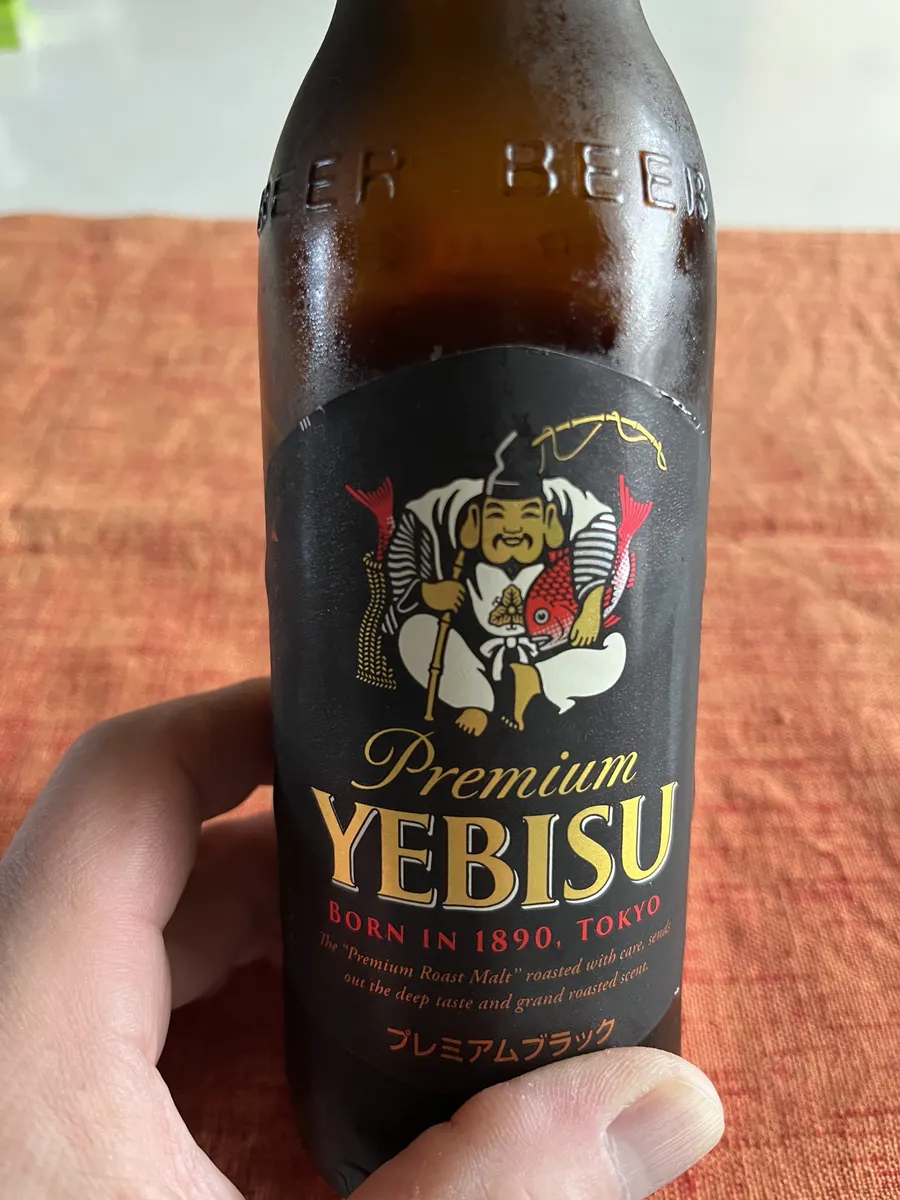 BEER BEER
Premium
YEBISU
BORN IN 1890, TOKYO
The "Premium Roast Malt" roasted with care, sends
out the deep taste and grand roasted scent.
プレミアムブラック